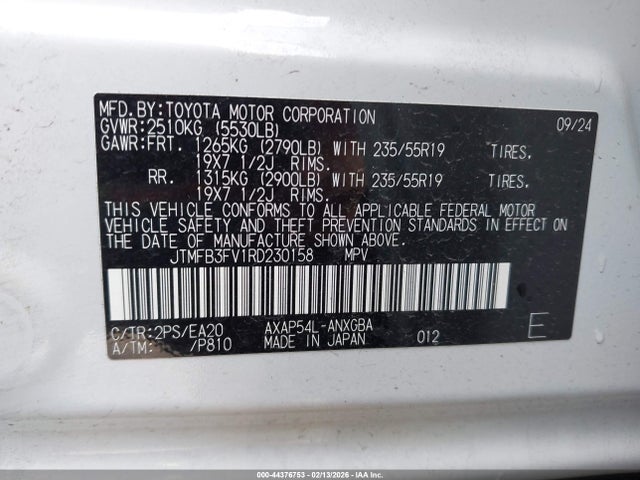 MFD.BY:TOYOTA MOTOR CORPORATION 09/24
GVWR:2510KG (5530LB)
GAWR:FRT. 1265KG (2790LB) WITH 235/55R19 TIRES.
19X7 1/2J RIMS.
RR. 1315KG (2900LB) WITH 235/55R19 TIRES.
19X7 1/2J RIMS.
THIS VEHICLE CONFORMS TO ALL APPLICABLE FEDERAL MOTOR
VEHICLE SAFETY AND THEFT PREVENTION STANDARDS IN EFFECT ON
THE DATE OF MANUFACTURE SHOWN ABOVE.
JTMFB3FV1RD230158 MPV
C/TR:2PS/EA20 AXAP54L-ANXGBA
A/TM: /P810 MADE IN JAPAN 012 E
000-44376753 - 02/13/2026 - COPART, INC.